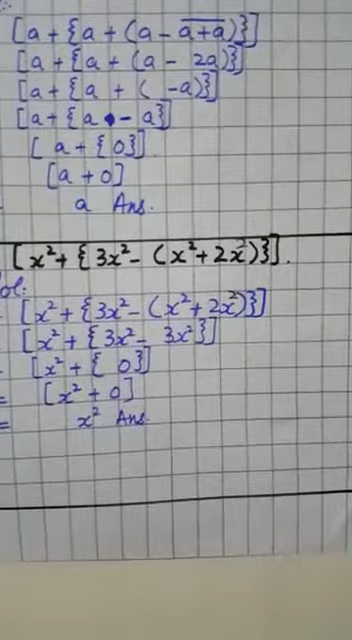 [a + {a + (a - a+a)}]
[a + {a + (a - 2a)}]
[a + {a + ( -a)}]
[a + {a - a}]
[ a + {0}]
[a + 0]
a Ans.
[x²+ { 3x²- (x²+2x²)}].
ol:
[x²+ {3x²- (x²+2x²)}]
[x²+ {3x²- 3x²}]
- [x²+ { 0}]
= [x² + 0]
= x² Ans.